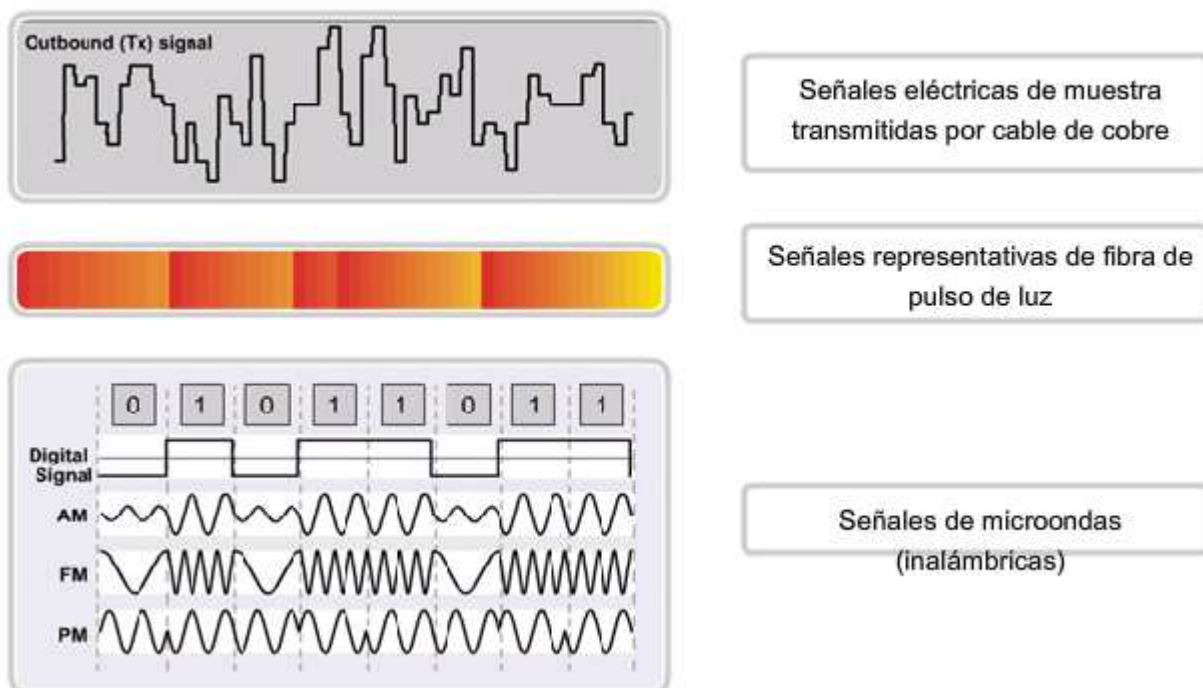 Outbound (Tx) signal
Señales eléctricas de muestra
transmitidas por cable de cobre
Señales representativas de fibra de
pulso de luz
0 1 0 1 1 0 1 1
Digital
Signal
AM
FM
PM
Señales de microondas
(inalámbricas)